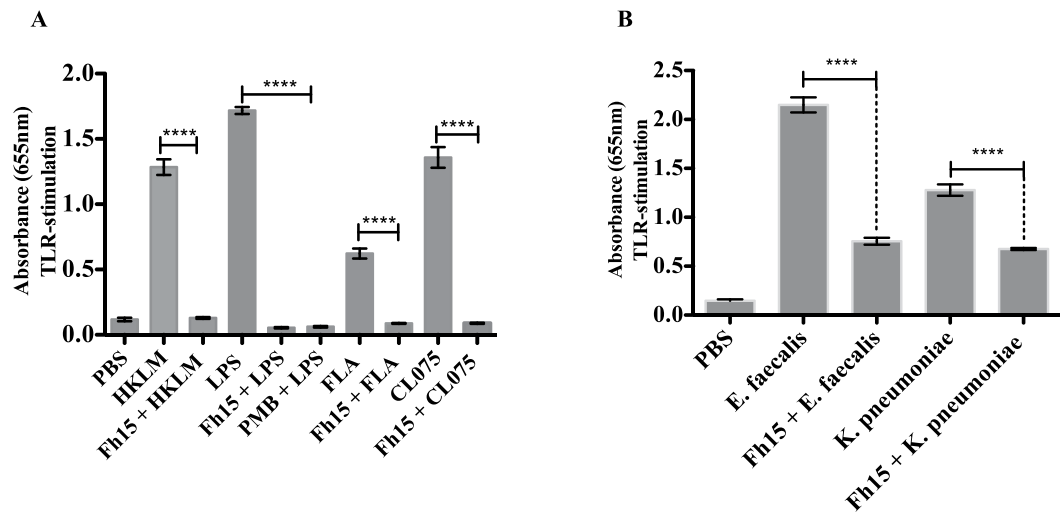 A
Absorbance (655nm)
TLR-stimulation
2.0
1.5
1.0
0.5
0.0
****
****
****
****
PBS
HKLM
Fh15 + HKLM
LPS
Fh15 + LPS
PMB + LPS
FLA
Fh15 + FLA
CL075
Fh15 + CL075
B
Absorbance (655nm)
TLR-stimulation
2.5
2.0
1.5
1.0
0.5
0.0
****
****
PBS
E. faecalis
Fh15 + E. faecalis
K. pneumoniae
Fh15 + K. pneumoniae